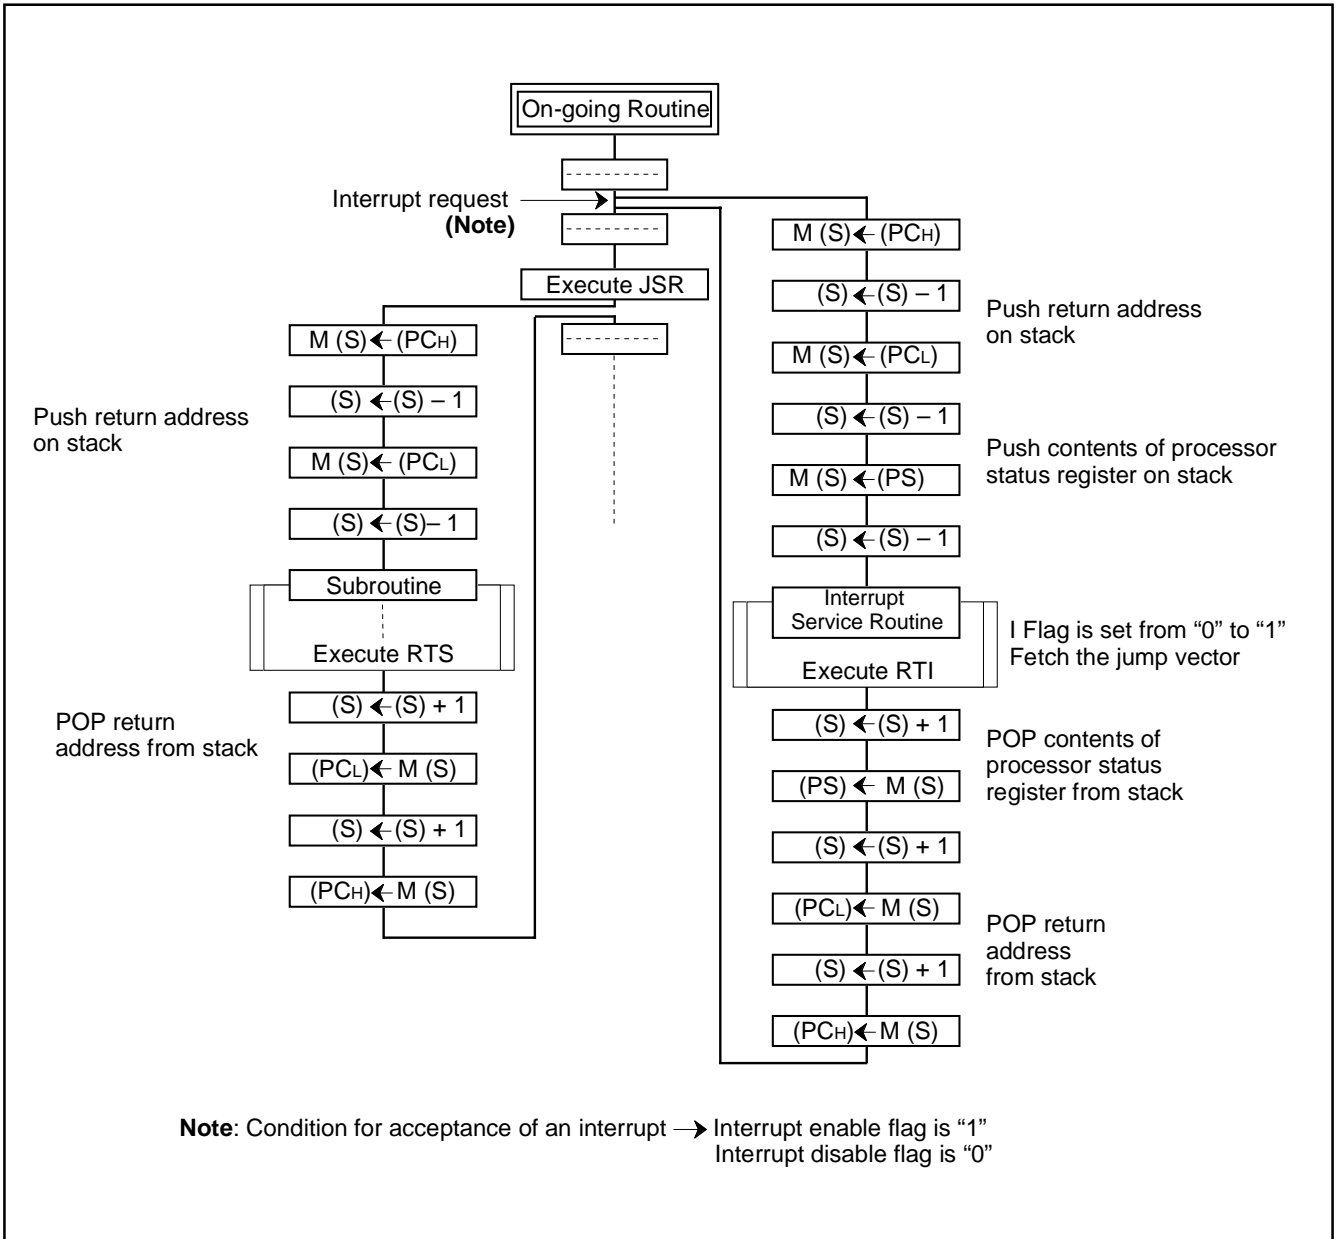 On-going Routine
Interrupt request
(Note)
Execute JSR
M (S) ← (PCH)
(S) ← (S) – 1
M (S) ← (PCL)
(S) ← (S)– 1
Push return address
on stack
Subroutine
Execute RTS
(S) ← (S) + 1
(PCL) ← M (S)
(S) ← (S) + 1
(PCH) ← M (S)
POP return
address from stack
M (S) ← (PCH)
(S) ← (S) – 1
M (S) ← (PCL)
(S) ← (S) – 1
M (S) ← (PS)
(S) ← (S) – 1
Push return address
on stack
Push contents of processor
status register on stack
Interrupt
Service Routine
Execute RTI
I Flag is set from “0” to “1”
Fetch the jump vector
(S) ← (S) + 1
(PS) ← M (S)
(S) ← (S) + 1
(PCL) ← M (S)
(S) ← (S) + 1
(PCH) ← M (S)
POP contents of
processor status
register from stack
POP return
address
from stack
Note: Condition for acceptance of an interrupt → Interrupt enable flag is “1”
Interrupt disable flag is “0”